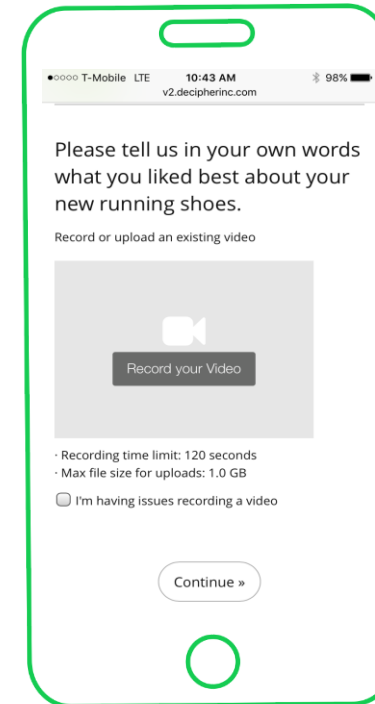 ●○○○○ T-Mobile LTE 10:43 AM 98%
v2.decipherinc.com
Please tell us in your own words
what you liked best about your
new running shoes.
Record or upload an existing video
Record your Video
· Recording time limit: 120 seconds
· Max file size for uploads: 1.0 GB
I'm having issues recording a video
Continue »